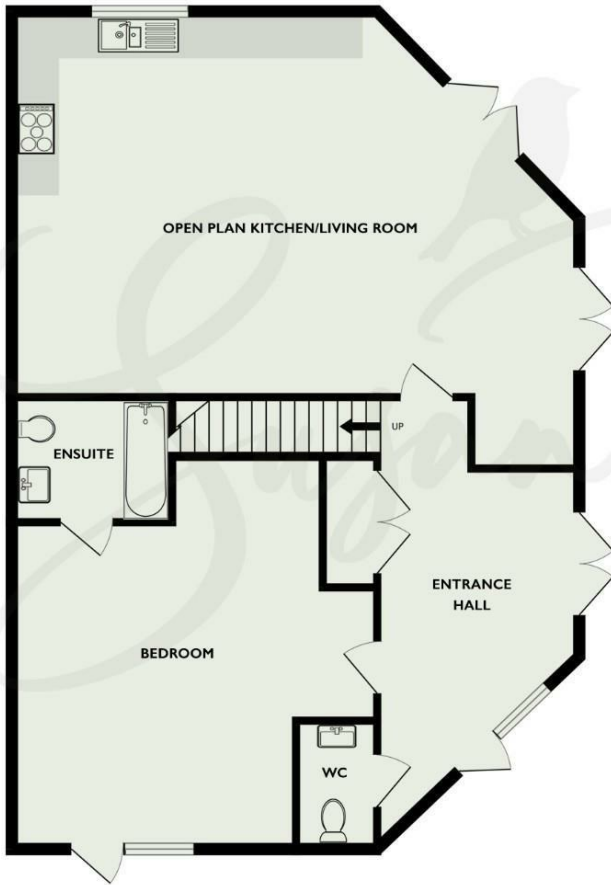 OPEN PLAN KITCHEN/LIVING ROOM
UP
ENSUITE
ENTRANCE
HALL
BEDROOM
WC